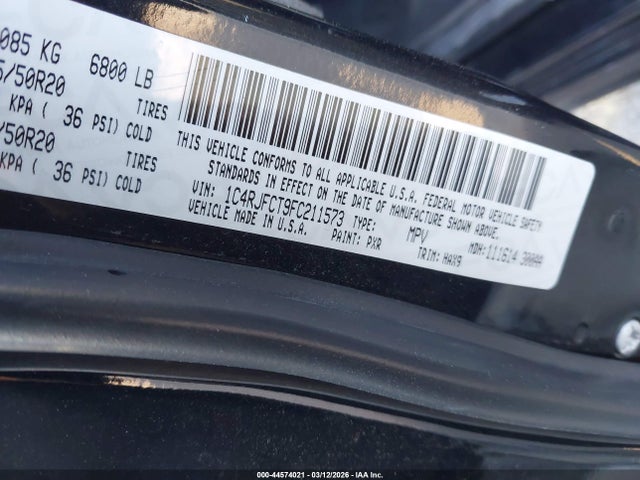 085 KG 6800 LB
5/50R20 TIRES
KPA ( 36 PSI) COLD
/50R20 TIRES
KPA ( 36 PSI) COLD
THIS VEHICLE CONFORMS TO ALL APPLICABLE U.S.A. FEDERAL MOTOR VEHICLE SAFETY
STANDARDS IN EFFECT ON THE DATE OF MANUFACTURE SHOWN ABOVE.
VIN: 1C4RJFCT9FC211573 TYPE: MPV MDH:111614
VEHICLE MADE IN U.S.A. PAINT: PXR TRIM: HAX9
000-44574021 - 03/12/2026 - IAA Inc.